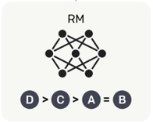 RM
D > C > A = B